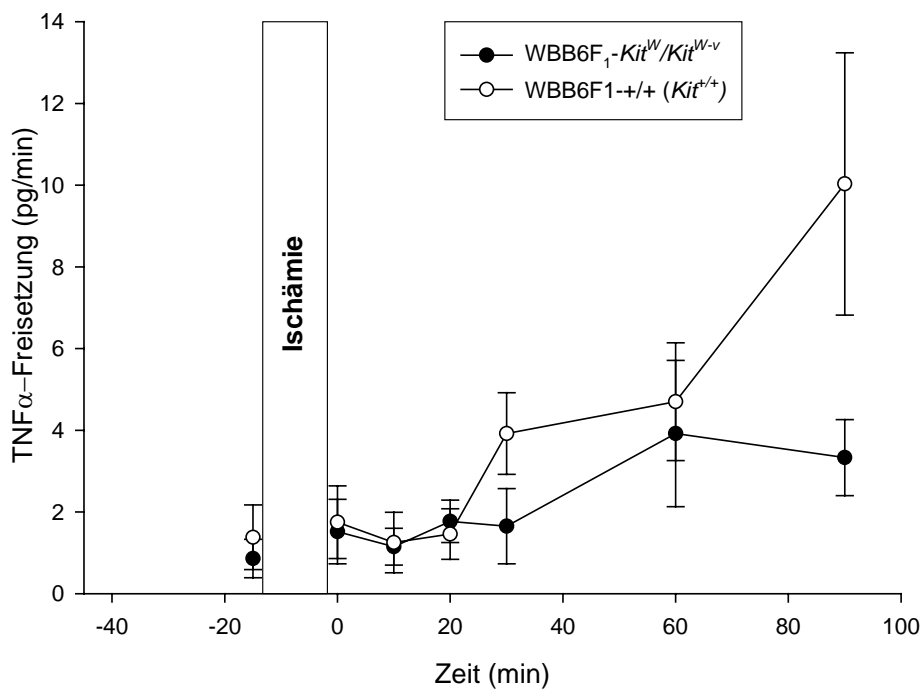 14
12
10
8
6
4
2
0
TNFα–Freisetzung (pg/min)
Ischämie
WBB6F₁-Kitᵂ/Kitᵂ⁻ᵛ
WBB6F1-+/+ (Kit⁺/⁺)
-40 -20 0 20 40 60 80 100
Zeit (min)